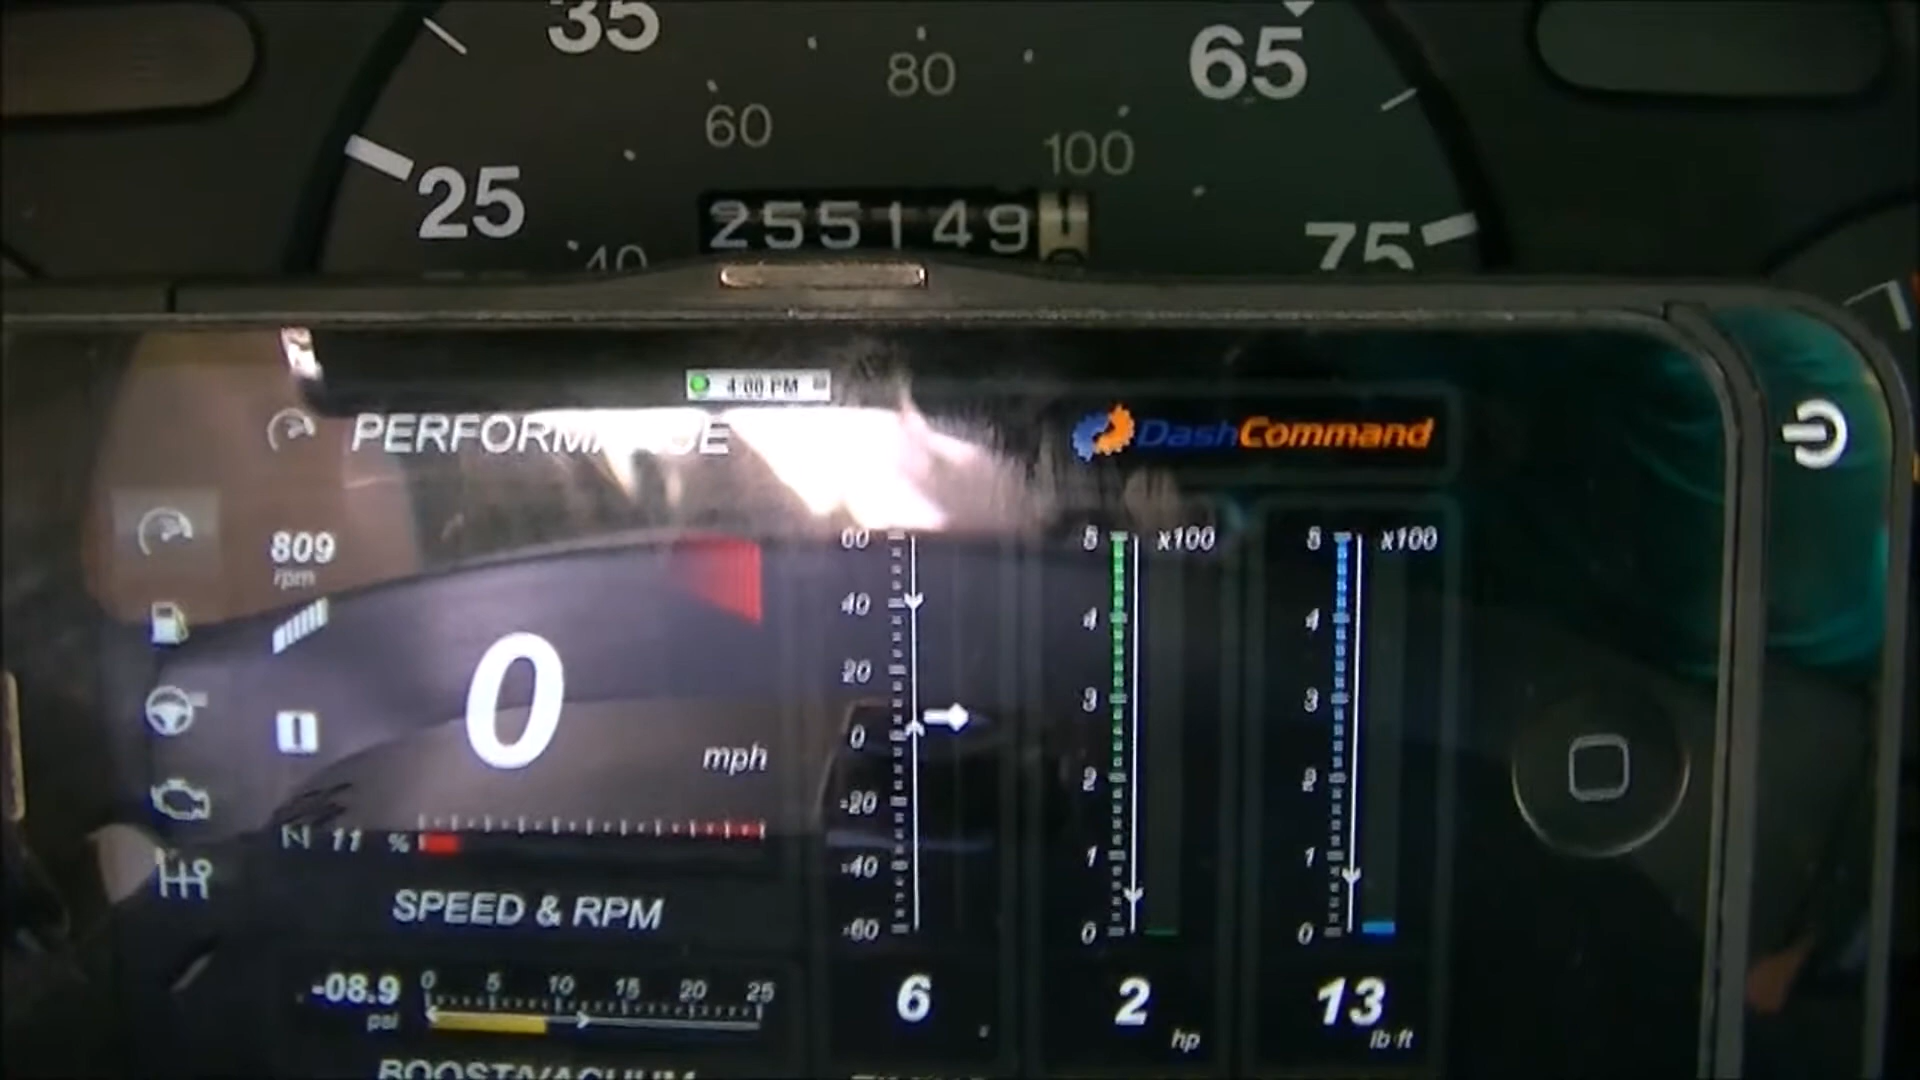 35
65
80
60
100
25
255149
75
40
4:00 PM
PERFORMANCE
DashCommand
809
rpm
0
mph
N 11 %
SPEED & RPM
-08.9
psi
0 5 10 15 20 25
BOOST/VACUUM
60
40
20
0
-20
-40
-60
6
5 x100
4
3
2
1
0
2
hp
5 x100
4
3
2
1
0
13
lb·ft